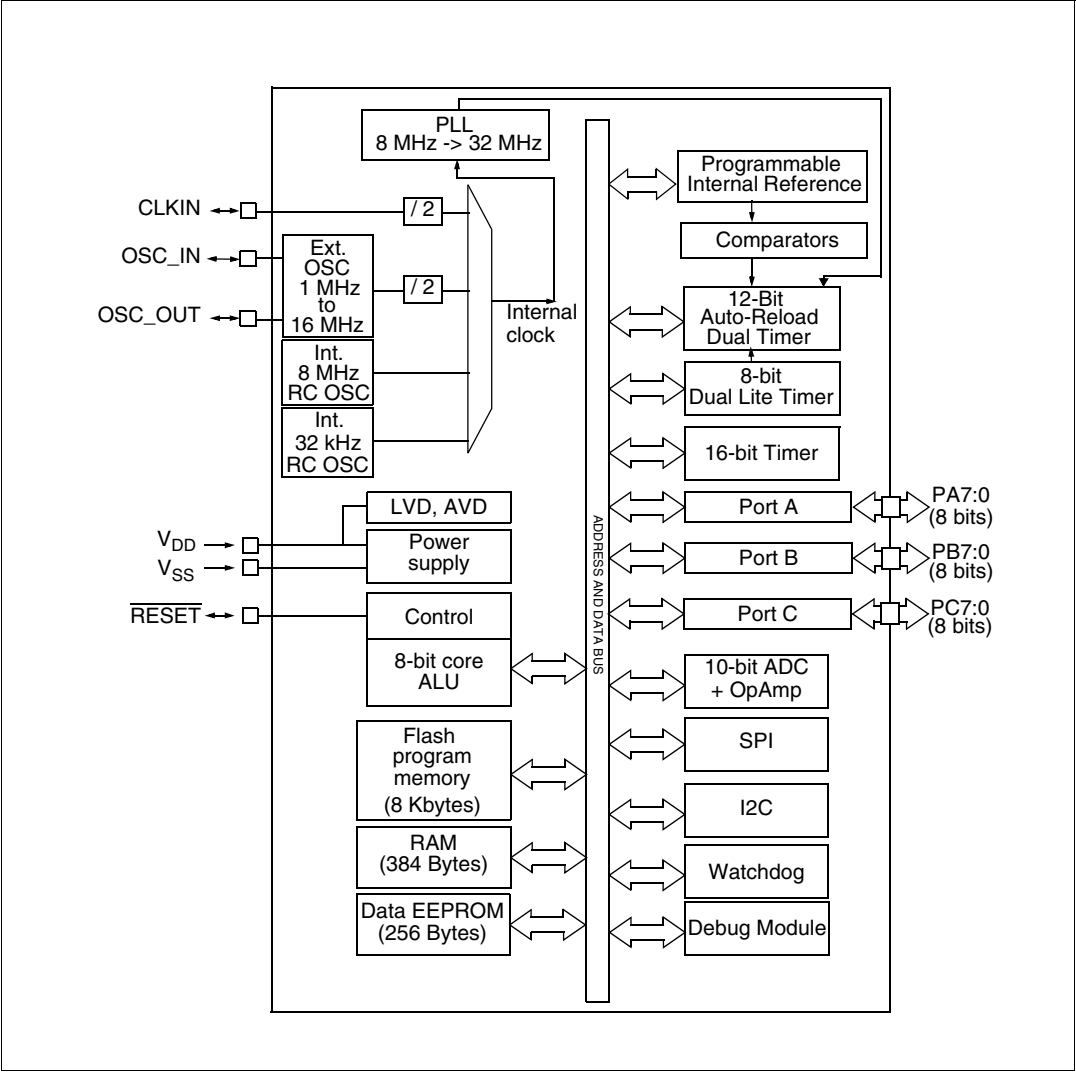 PLL
8 MHz -> 32 MHz
CLKIN
/ 2
OSC_IN
OSC_OUT
Ext.
OSC
1 MHz
to
16 MHz
/ 2
Int.
8 MHz
RC OSC
Int.
32 kHz
RC OSC
Internal
clock
LVD, AVD
VDD
VSS
Power
supply
RESET
Control
8-bit core
ALU
Flash
program
memory
(8 Kbytes)
RAM
(384 Bytes)
Data EEPROM
(256 Bytes)
ADDRESS AND DATA BUS
Programmable
Internal Reference
Comparators
12-Bit
Auto-Reload
Dual Timer
8-bit
Dual Lite Timer
16-bit Timer
Port A
PA7:0
(8 bits)
Port B
PB7:0
(8 bits)
Port C
PC7:0
(8 bits)
10-bit ADC
+ OpAmp
SPI
I2C
Watchdog
Debug Module